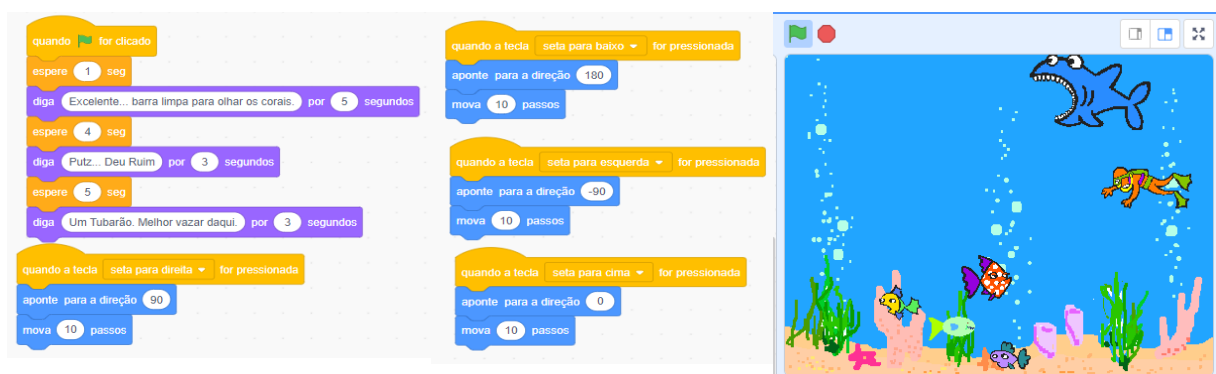 quando for clicado
espere 1 seg
diga Excelente... barra limpa para olhar os corais. por 5 segundos
espere 4 seg
diga Putz... Deu Ruim por 3 segundos
espere 5 seg
diga Um Tubarão. Melhor vazar daqui. por 3 segundos
quando a tecla seta para direita for pressionada
aponte para a direção 90
mova 10 passos
quando a tecla seta para baixo for pressionada
aponte para a direção 180
mova 10 passos
quando a tecla seta para esquerda for pressionada
aponte para a direção -90
mova 10 passos
quando a tecla seta para cima for pressionada
aponte para a direção 0
mova 10 passos